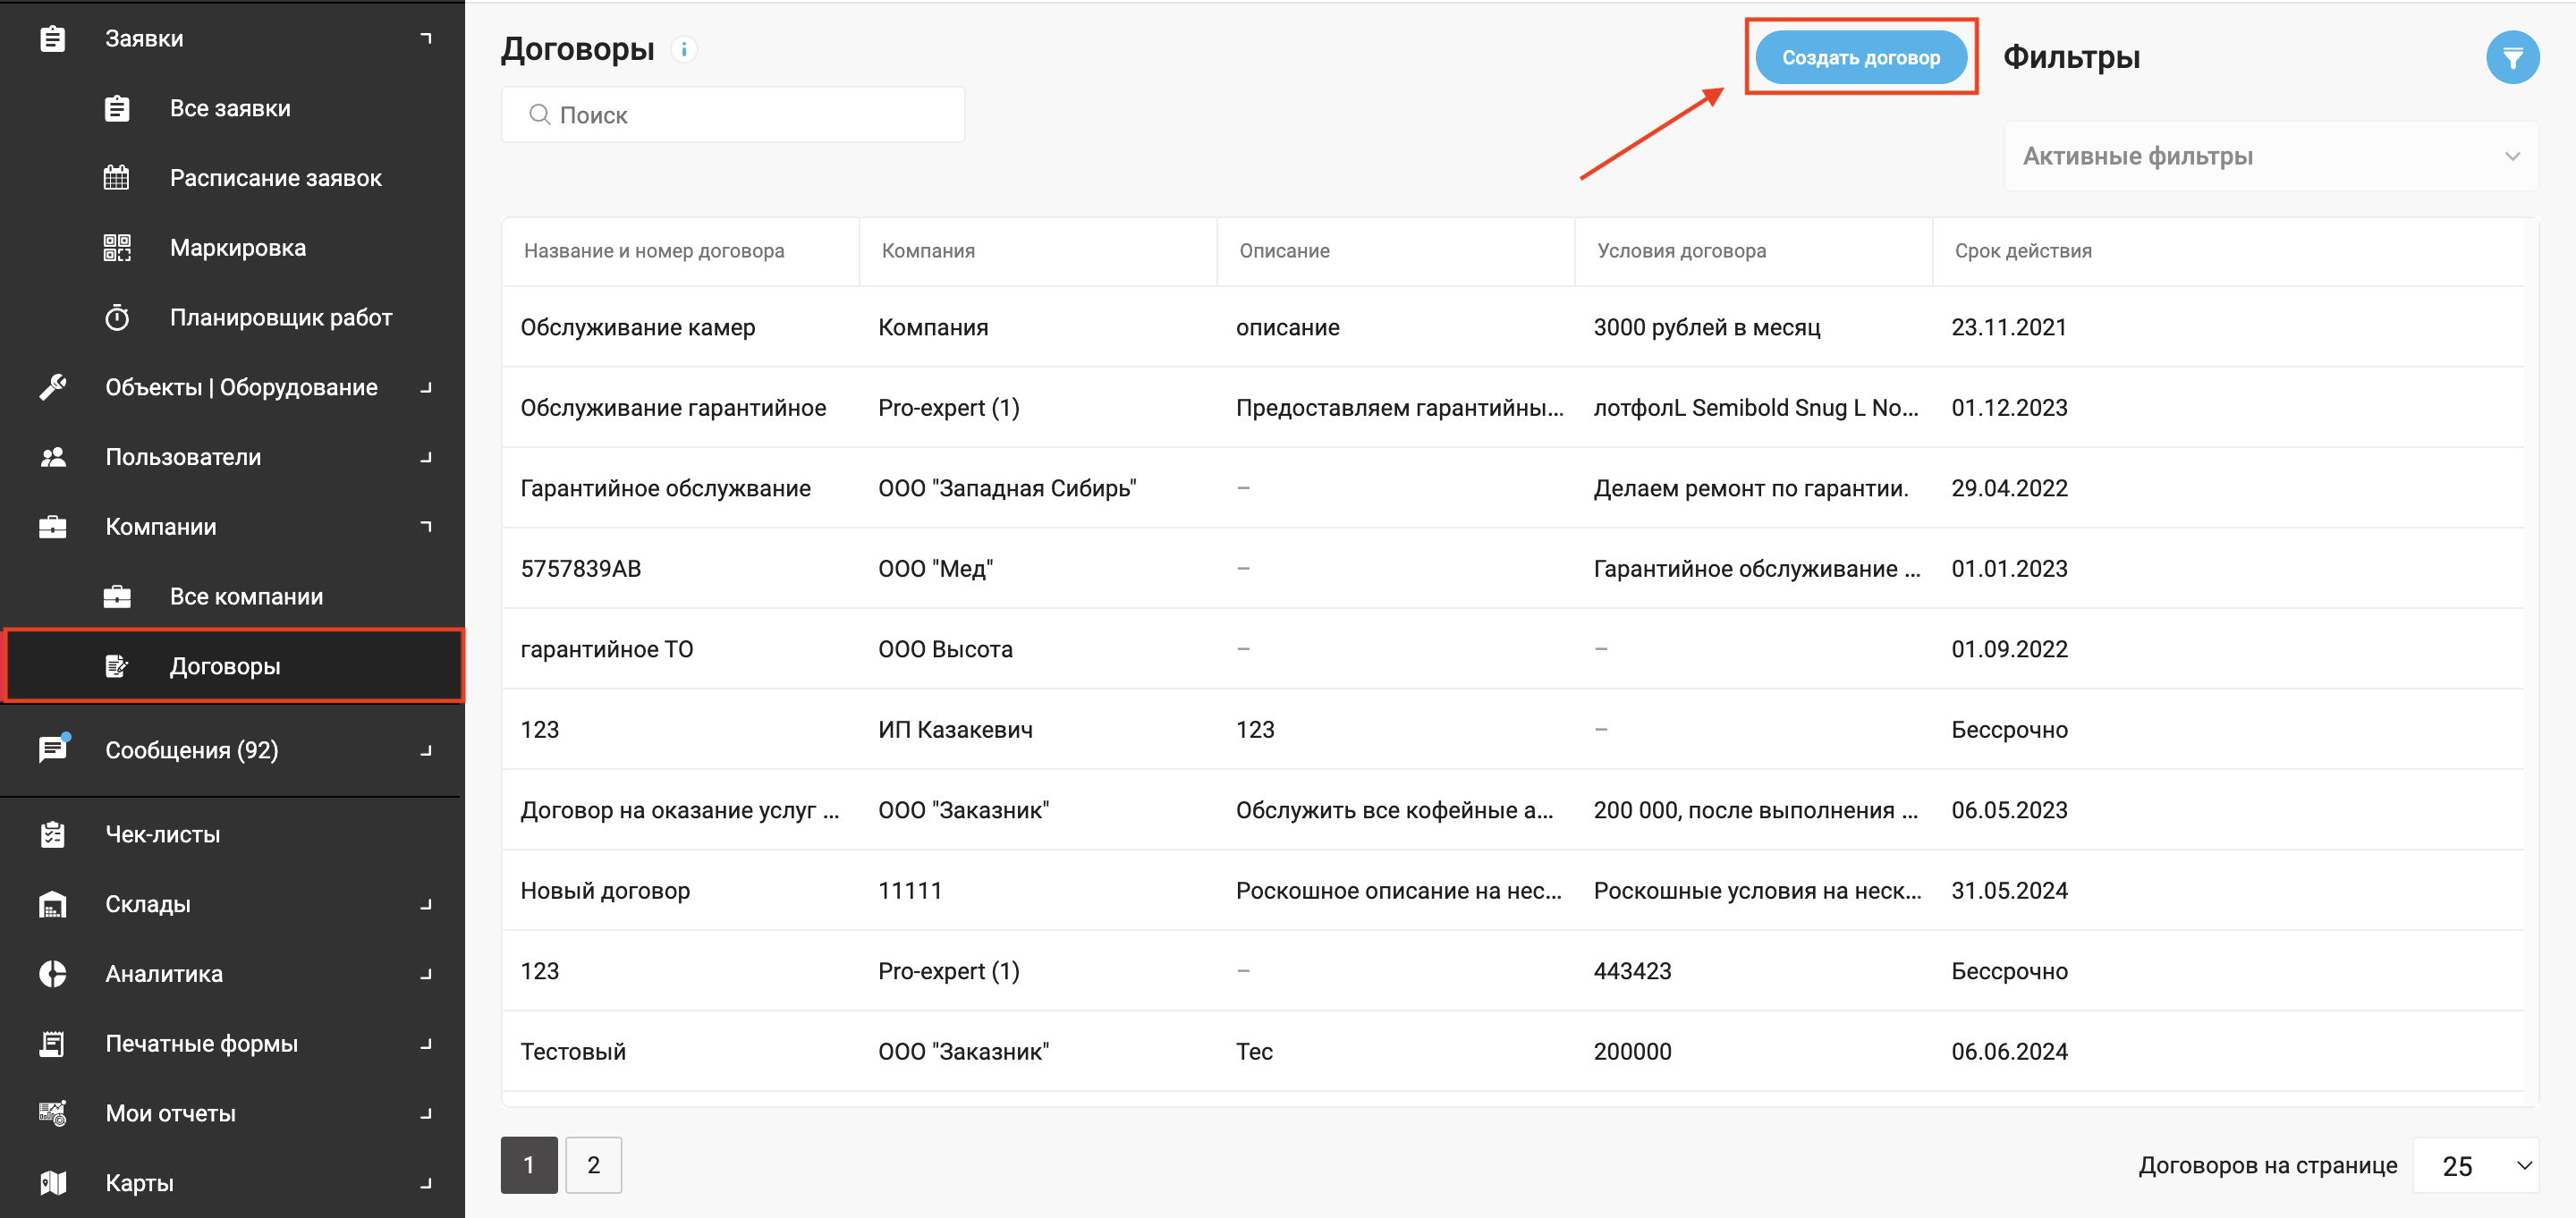 Заявки
Все заявки
Расписание заявок
Маркировка
Планировщик работ
Объекты | Оборудование
Пользователи
Компании
Все компании
Договоры
Сообщения (92)
Чек-листы
Склады
Аналитика
Печатные формы
Мои отчеты
Карты
Договоры i
Создать договор
Фильтры
Поиск
Активные фильтры
Название и номер договора Компания Описание Условия договора Срок действия
Обслуживание камер Компания описание 3000 рублей в месяц 23.11.2021
Обслуживание гарантийное Pro-expert (1) Предоставляем гарантийны... лотфолL Semibold Snug L No... 01.12.2023
Гарантийное обслужвание ООО "Западная Сибирь" – Делаем ремонт по гарантии. 29.04.2022
5757839АВ ООО "Мед" – Гарантийное обслуживание ... 01.01.2023
гарантийное ТО ООО Высота – – 01.09.2022
123 ИП Казакевич 123 – Бессрочно
Договор на оказание услуг ... ООО "Заказник" Обслужить все кофейные а... 200 000, после выполнения ... 06.05.2023
Новый договор 11111 Роскошное описание на нес... Роскошные условия на неск... 31.05.2024
123 Pro-expert (1) – 443423 Бессрочно
Тестовый ООО "Заказник" Тес 200000 06.06.2024
1 2
Договоров на странице 25